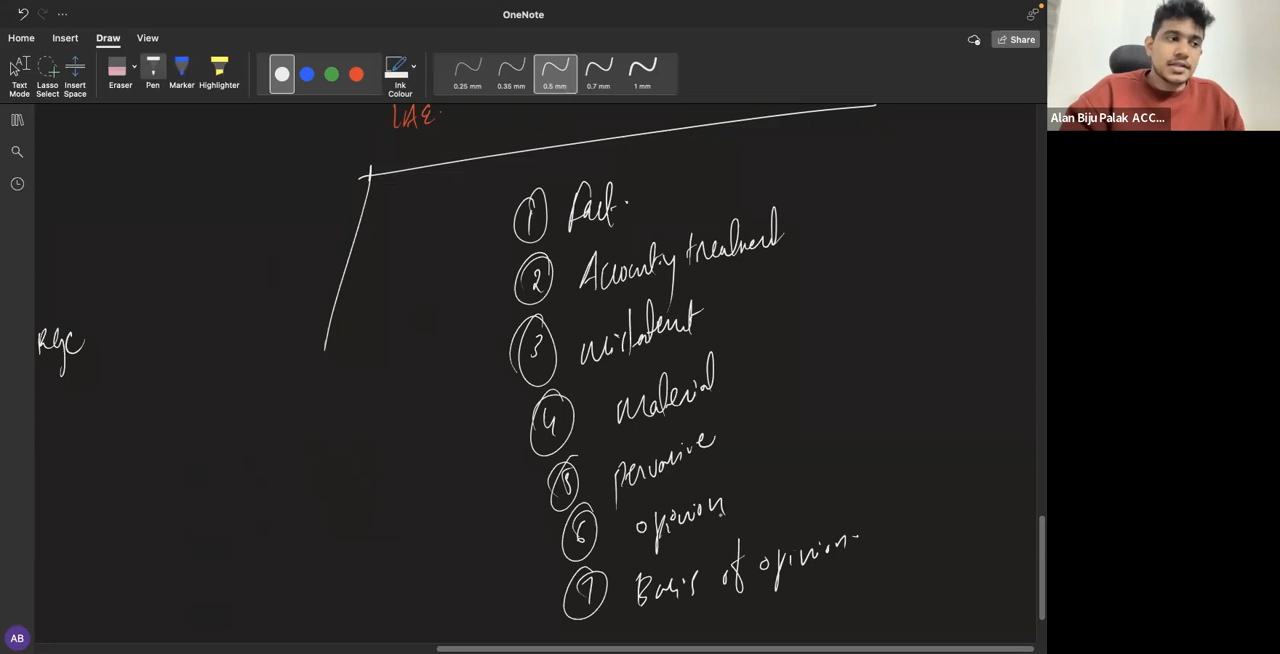 OneNote
Home Insert Draw View
Share
Text Mode
Lasso Select
Insert Space
Eraser
Pen
Marker
Highlighter
Ink Colour
0.25 mm
0.35 mm
0.5 mm
0.7 mm
1 mm
Alan Biju Palak ACC...
① Fact.
② Accounting treatment
③ Misstatement
④ Material
⑤ pervasive
⑥ opinion
⑦ Basis of opinion.
AB